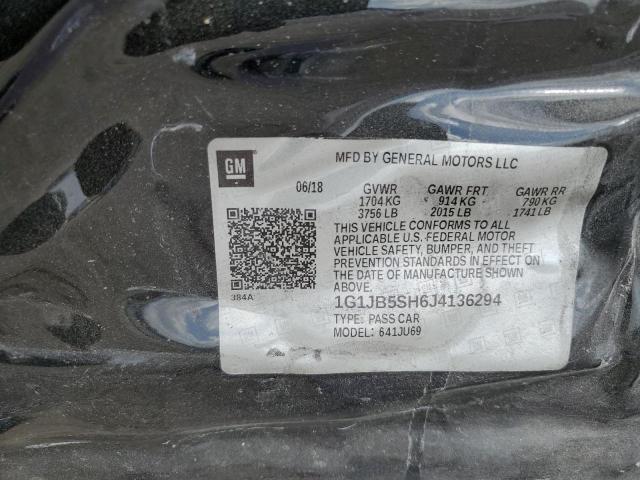 GM
MFD BY GENERAL MOTORS LLC
06/18 GVWR GAWR FRT GAWR RR
1704 KG 914 KG 790 KG
3756 LB 2015 LB 1741 LB
THIS VEHICLE CONFORMS TO ALL
APPLICABLE U.S. FEDERAL MOTOR
VEHICLE SAFETY, BUMPER, AND THEFT
PREVENTION STANDARDS IN EFFECT
ON THE DATE OF MANUFACTURE SHOWN
ABOVE.
384A
1G1JB5SH6J4136294
TYPE: PASS CAR
MODEL: 641JU69